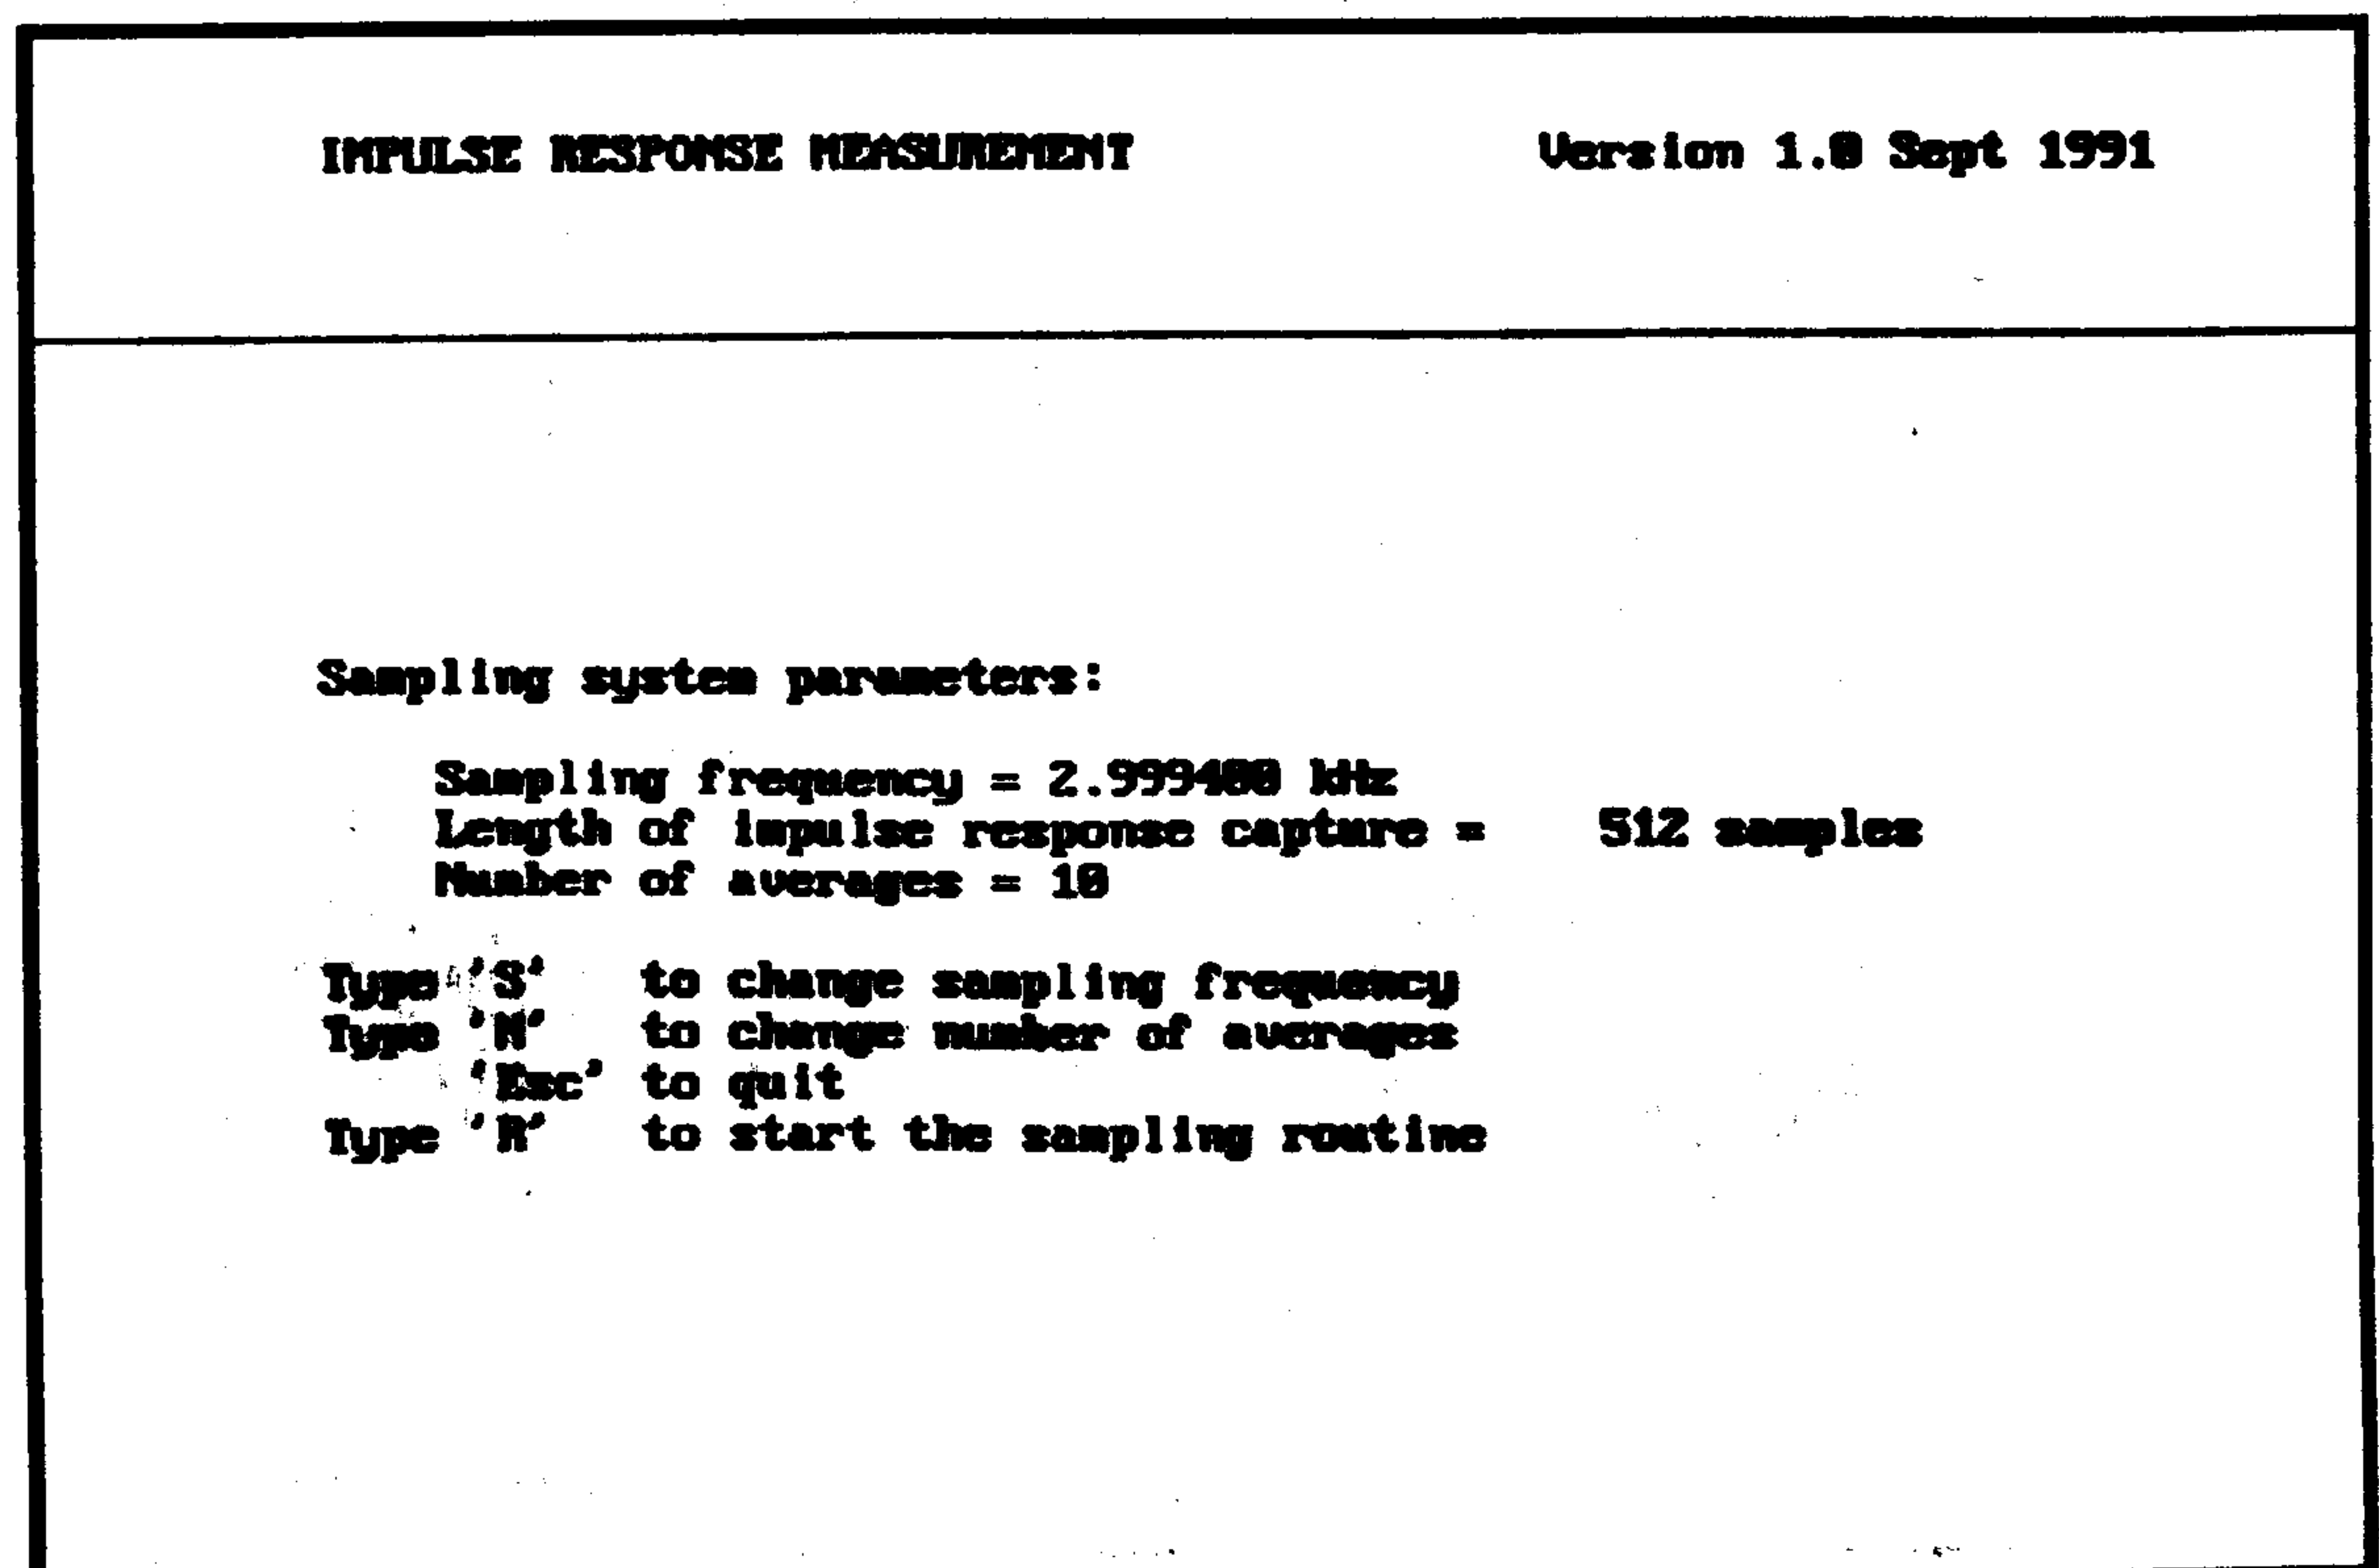 IMPULSE RESPONSE MEASUREMENT Version 1.0 Sept 1991
Sampling system parameters:
Sampling frequency = 2.999400 kHz
Length of impulse response capture = 512 samples
Number of averages = 10
Type 'S' to change sampling frequency
Type 'N' to change number of averages
'Esc' to quit
Type 'R' to start the sampling routine